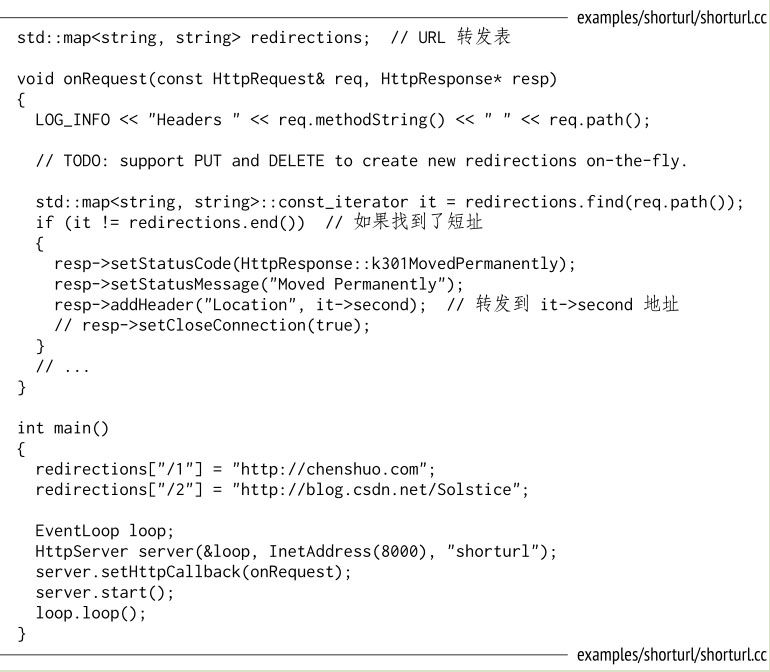 examples/shorturl/shorturl.cc
std::map<string, string> redirections;  // URL 转发表
void onRequest(const HttpRequest& req, HttpResponse* resp)
{
  LOG_INFO << "Headers " << req.methodString() << " " << req.path();
  // TODO: support PUT and DELETE to create new redirections on-the-fly.
  std::map<string, string>::const_iterator it = redirections.find(req.path());
  if (it != redirections.end())  // 如果找到了短址
  {
    resp->setStatusCode(HttpResponse::k301MovedPermanently);
    resp->setStatusMessage("Moved Permanently");
    resp->addHeader("Location", it->second);  // 转发到 it->second 地址
    // resp->setCloseConnection(true);
  }
  // ...
}
int main()
{
  redirections["/1"] = "http://chenshuo.com";
  redirections["/2"] = "http://blog.csdn.net/Solstice";
  EventLoop loop;
  HttpServer server(&loop, InetAddress(8000), "shorturl");
  server.setHttpCallback(onRequest);
  server.start();
  loop.loop();
}
examples/shorturl/shorturl.cc